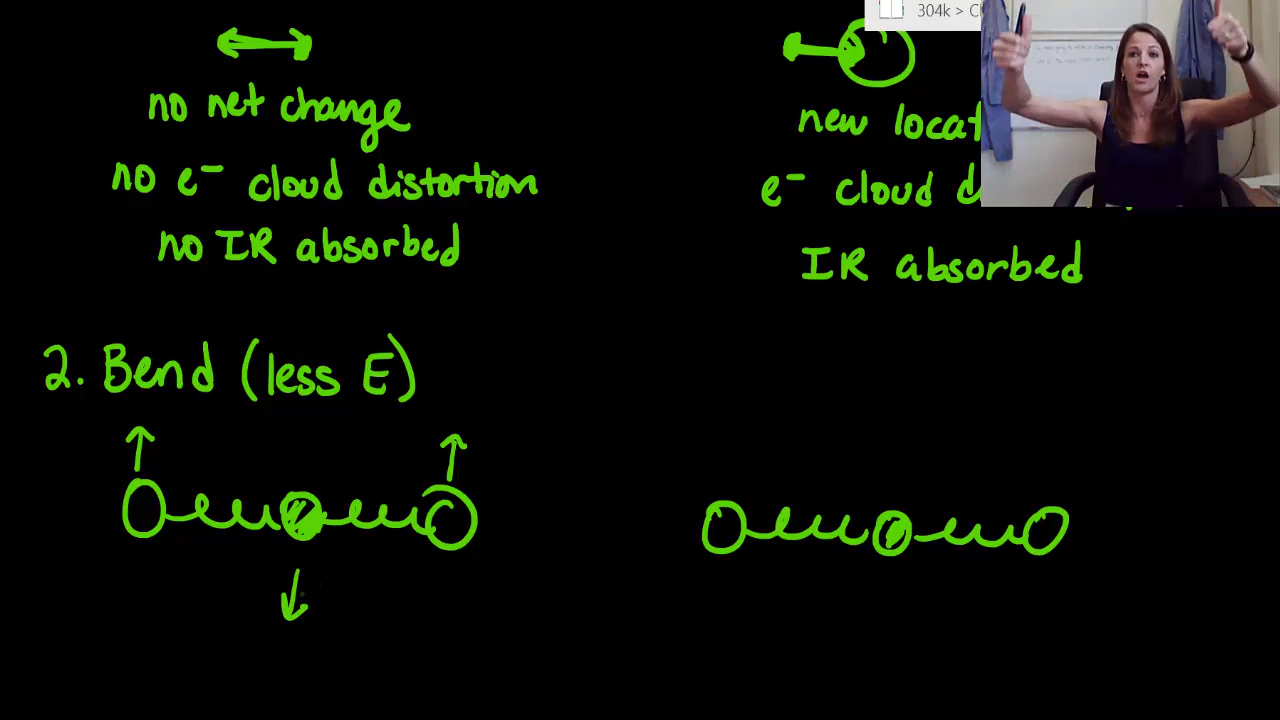 304k > C
no net change
no e⁻ cloud distortion
no IR absorbed
new locat
e⁻ cloud d
IR absorbed
2. Bend (less E)